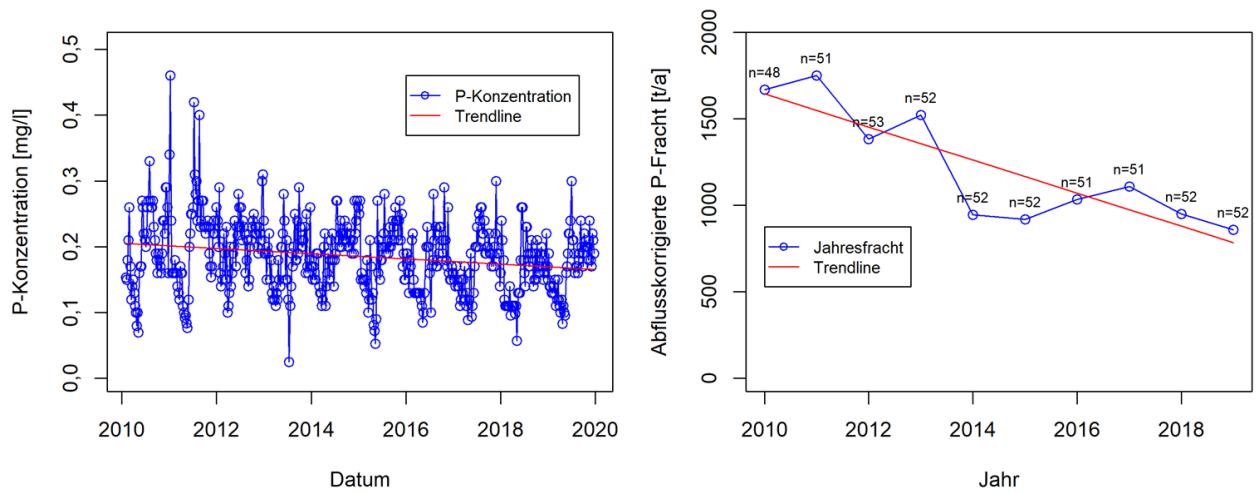 P-Konzentration [mg/l]
0,5
0,4
0,3
0,2
0,1
0,0
P-Konzentration
Trendline
2010
2012
2014
2016
2018
2020
Datum
Abflusskorrigierte P-Fracht [t/a]
2000
1500
1000
500
0
n=48
n=51
n=53
n=52
n=52
n=52
n=51
n=51
n=52
n=52
Jahresfracht
Trendline
2010
2012
2014
2016
2018
Jahr